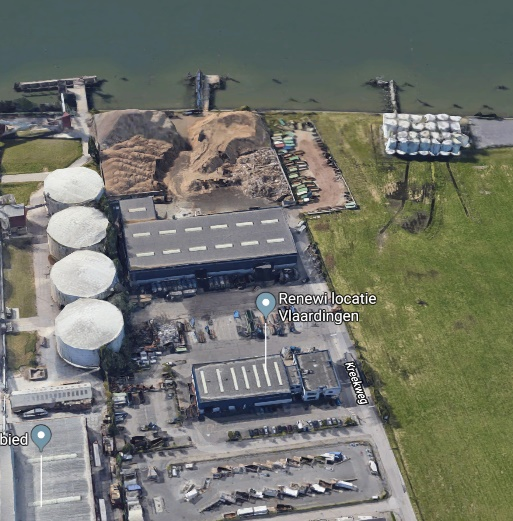 Renewi locatie
Vlaardingen
Kreekweg
bied